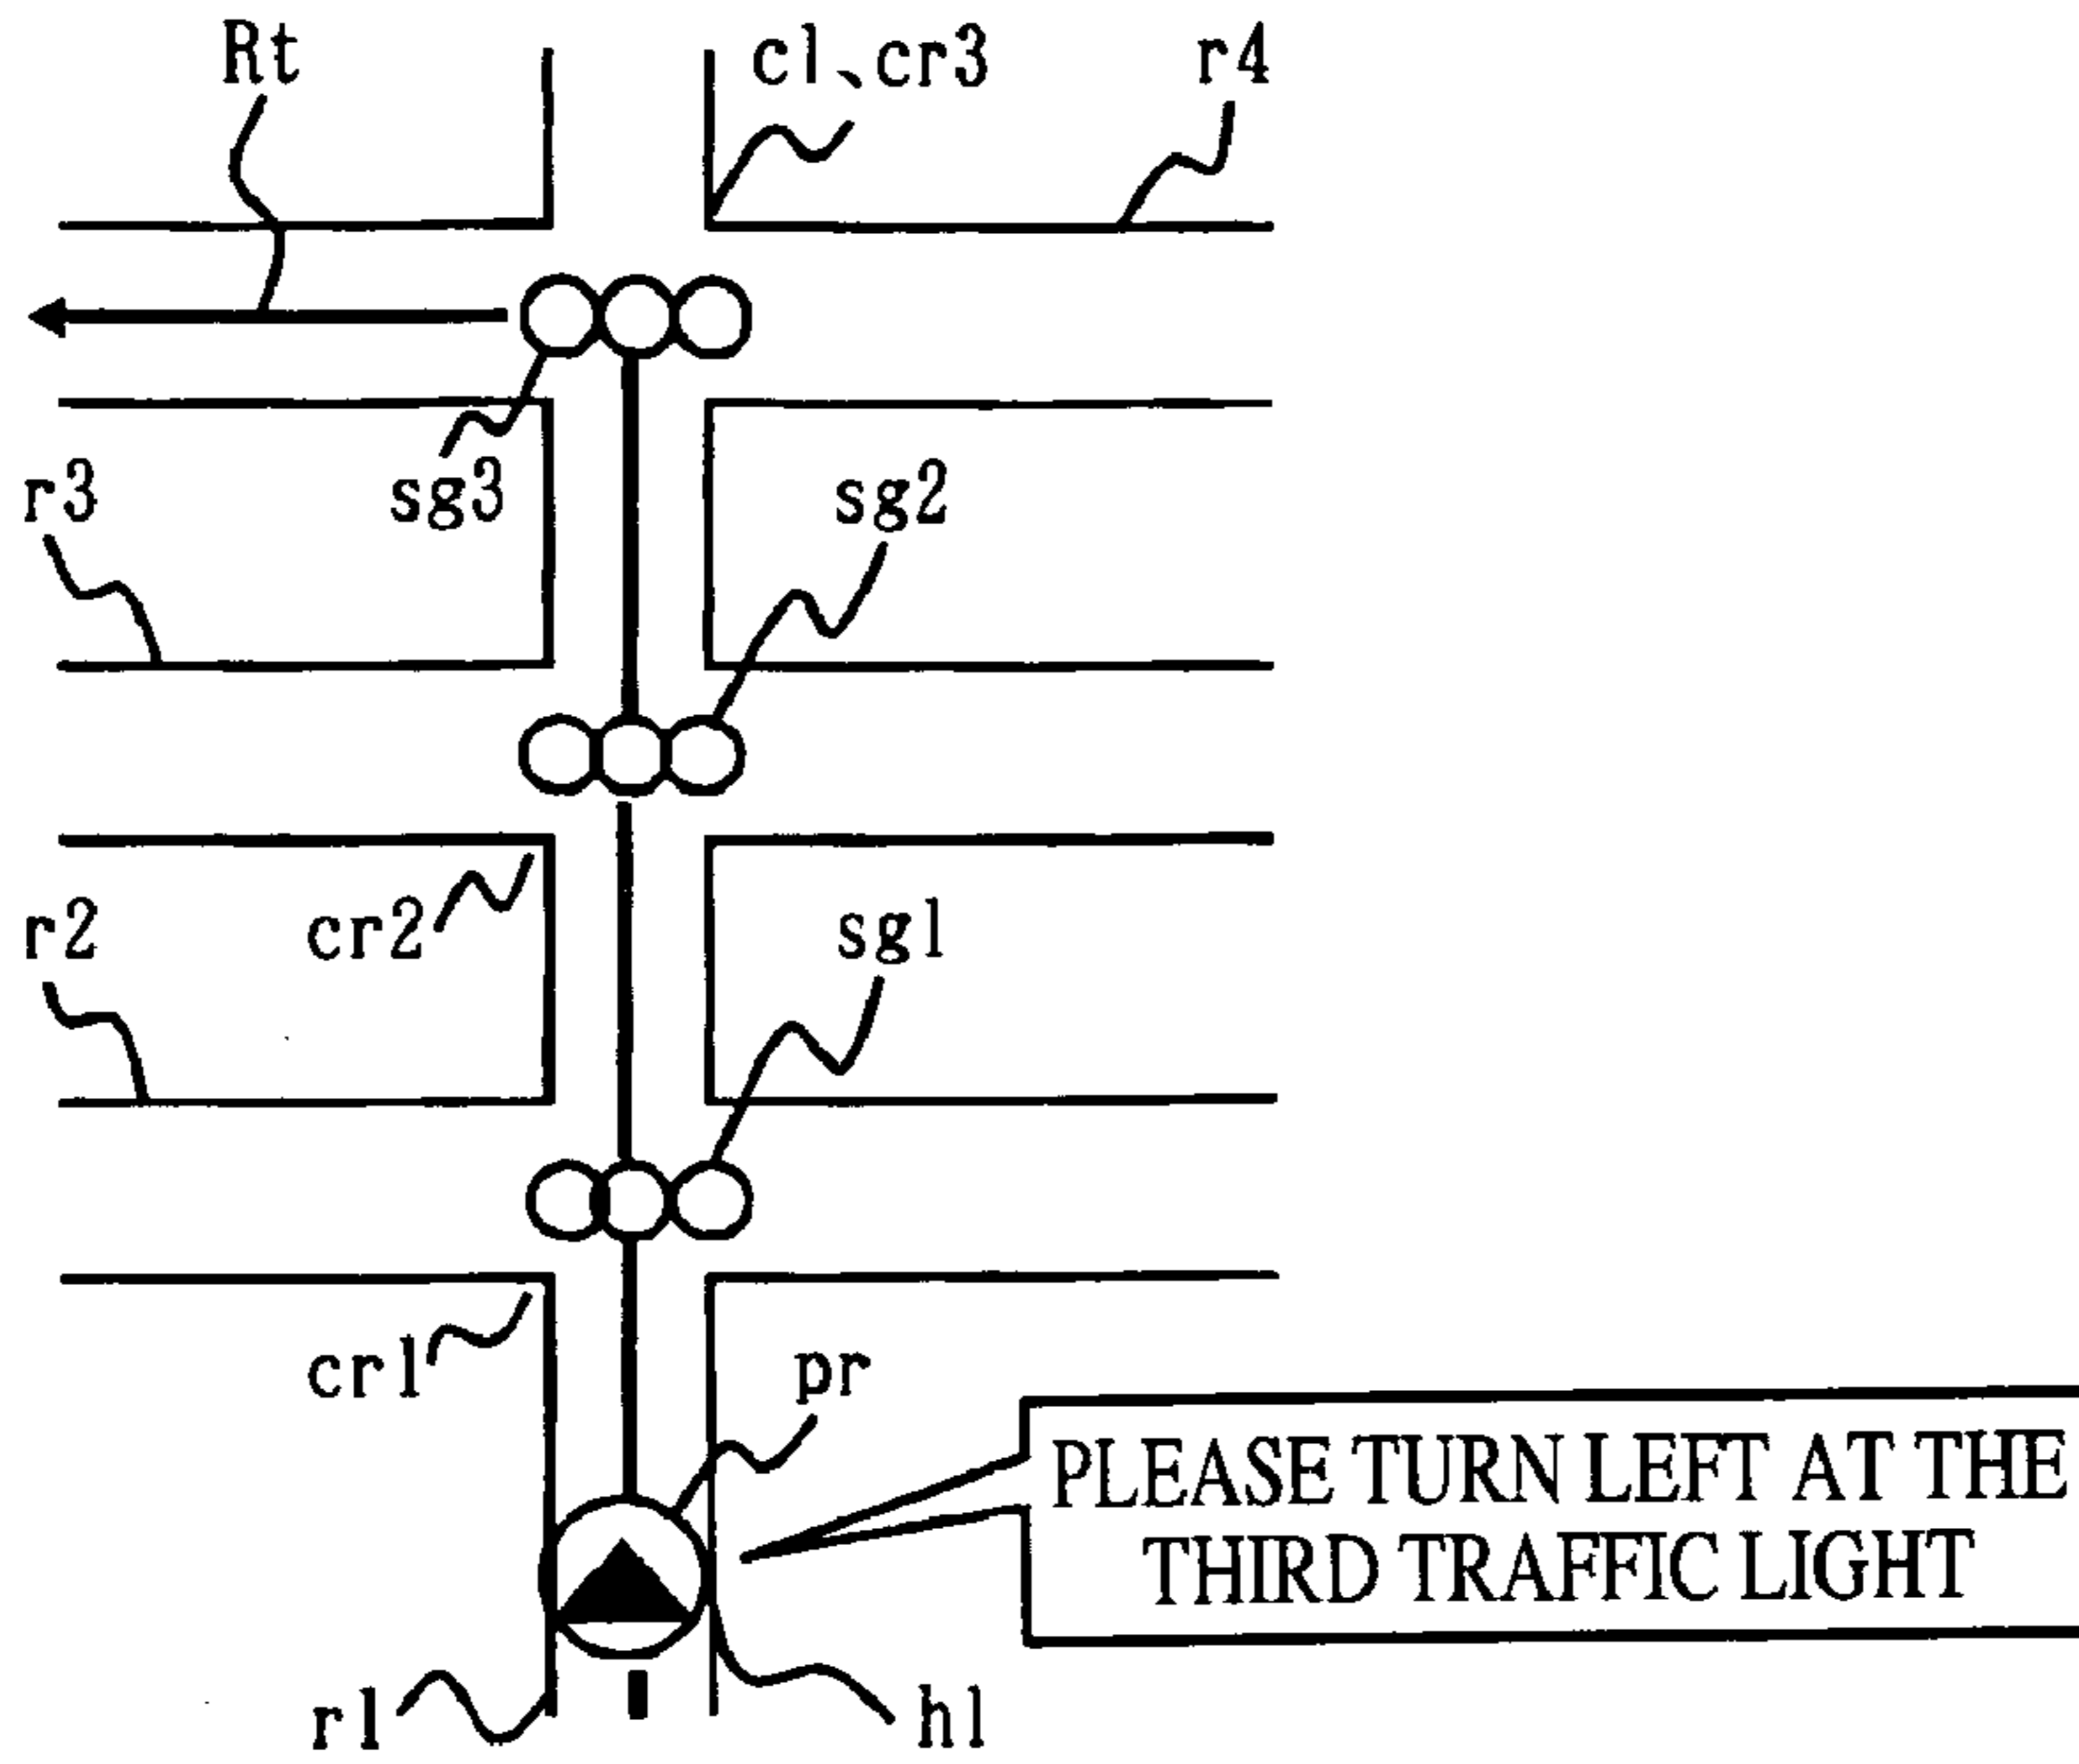 Rt
c1、cr3
r4
r3
sg3
sg2
r2
cr2
sg1
cr1
pr
PLEASE TURN LEFT AT THE
THIRD TRAFFIC LIGHT
r1
h1